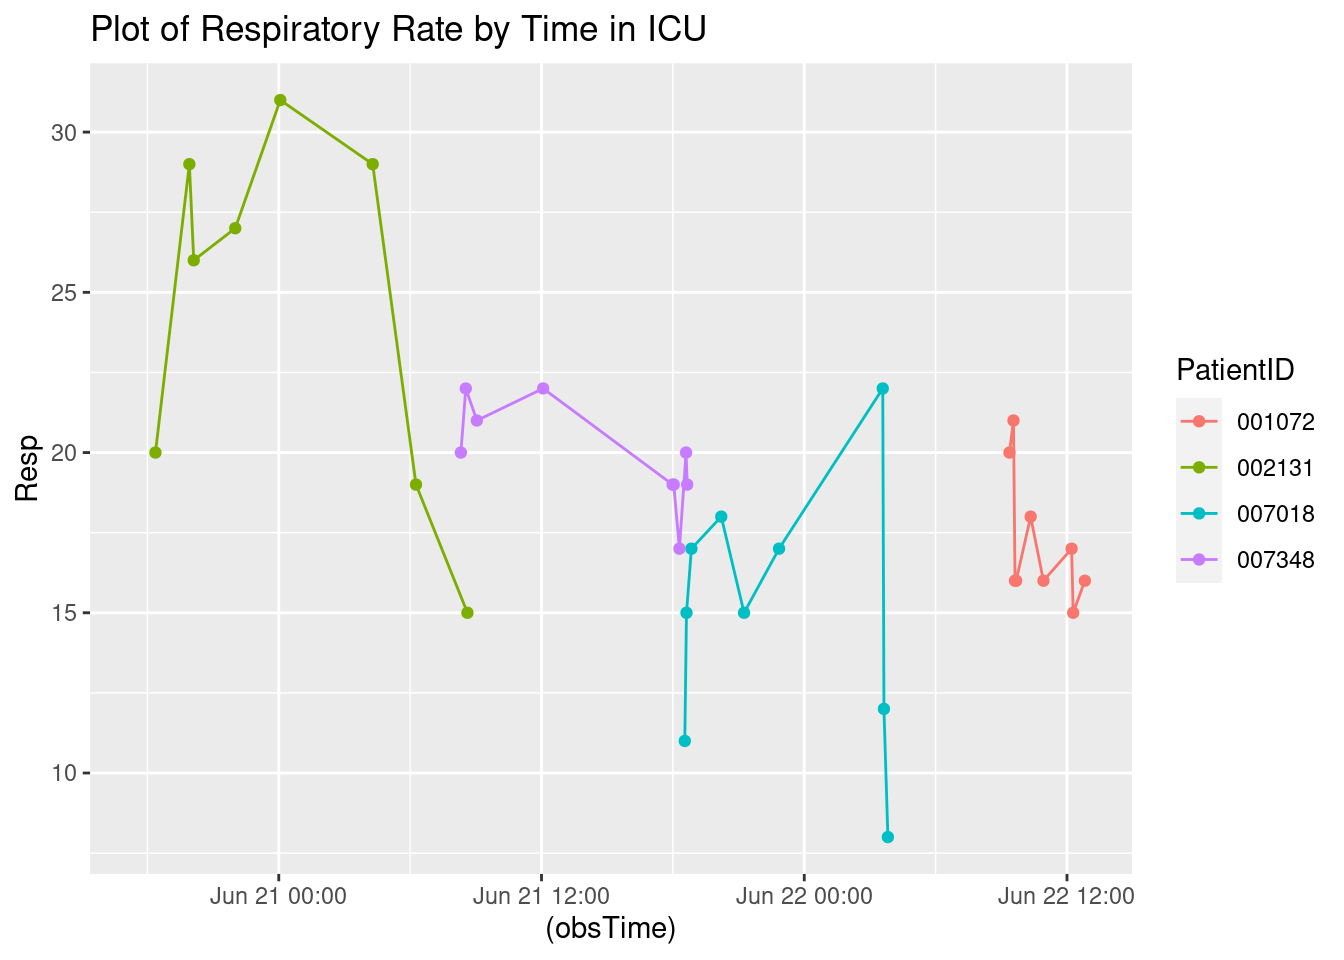 Plot of Respiratory Rate by Time in ICU
30
25
20
15
10
Resp
Jun 21 00:00
Jun 21 12:00
Jun 22 00:00
Jun 22 12:00
(obsTime)
PatientID
001072
002131
007018
007348